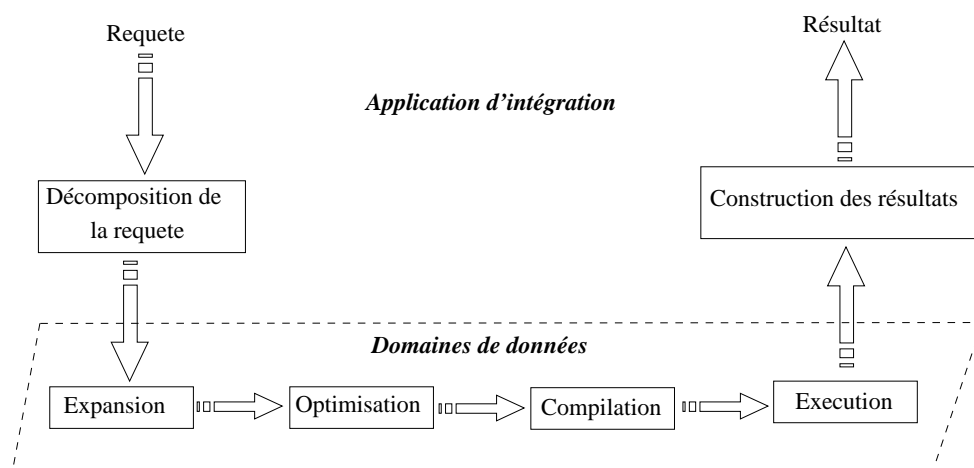 Requete
Résultat
Application d'intégration
Décomposition de
la requete
Construction des résultats
Domaines de données
Expansion
Optimisation
Compilation
Execution